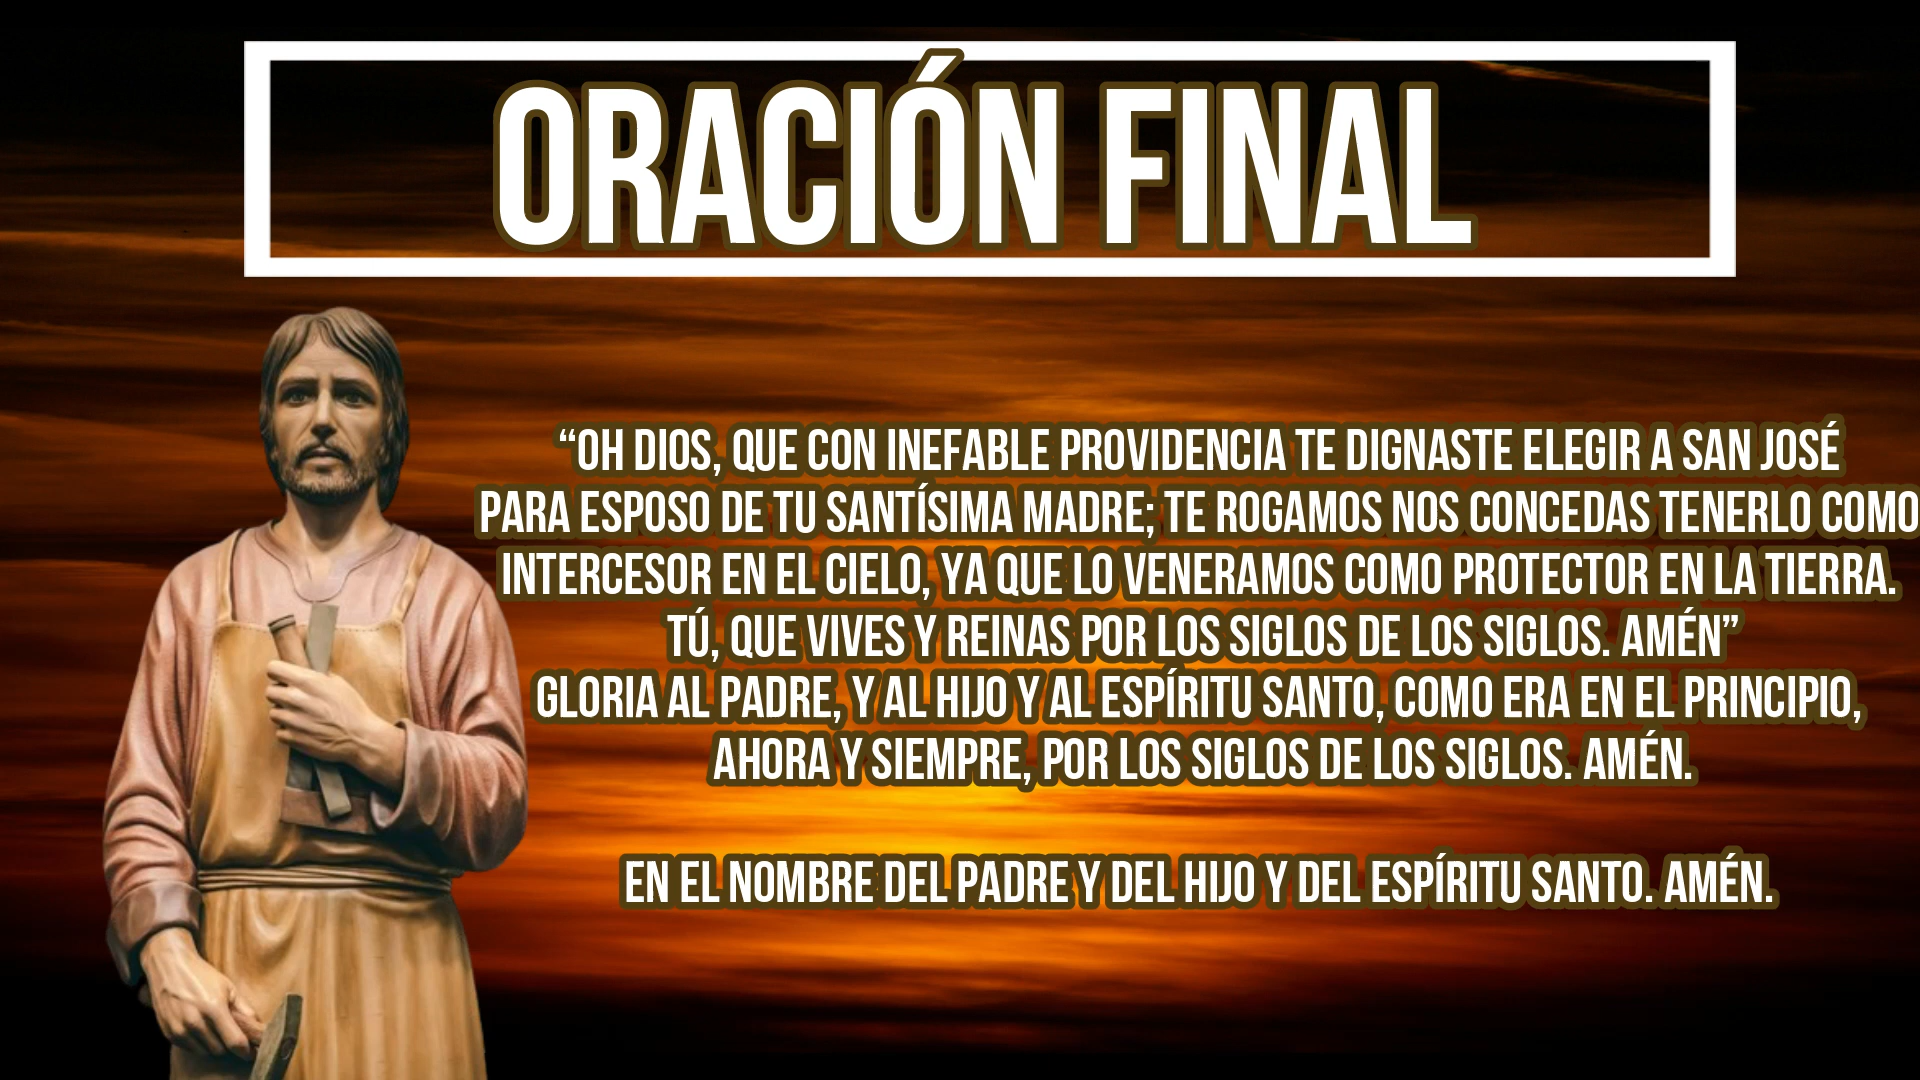 ORACIÓN FINAL
“OH DIOS, QUE CON INEFABLE PROVIDENCIA TE DIGNASTE ELEGIR A SAN JOSÉ
PARA ESPOSO DE TU SANTÍSIMA MADRE; TE ROGAMOS NOS CONCEDAS TENERLO COMO
INTERCESOR EN EL CIELO, YA QUE LO VENERAMOS COMO PROTECTOR EN LA TIERRA.
TÚ, QUE VIVES Y REINAS POR LOS SIGLOS DE LOS SIGLOS. AMÉN”
GLORIA AL PADRE, Y AL HIJO Y AL ESPÍRITU SANTO, COMO ERA EN EL PRINCIPIO,
AHORA Y SIEMPRE, POR LOS SIGLOS DE LOS SIGLOS. AMÉN.
EN EL NOMBRE DEL PADRE Y DEL HIJO Y DEL ESPÍRITU SANTO. AMÉN.